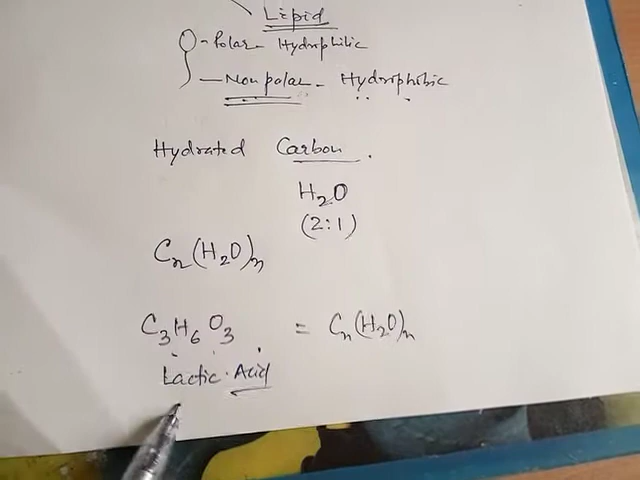 Lipid
Polar - Hydrophilic
Non polar - Hydrophobic
Hydrated Carbon.
H₂O
(2:1)
Cₙ(H₂O)ₙ
C₃H₆O₃ = Cₙ(H₂O)ₙ
Lactic Acid